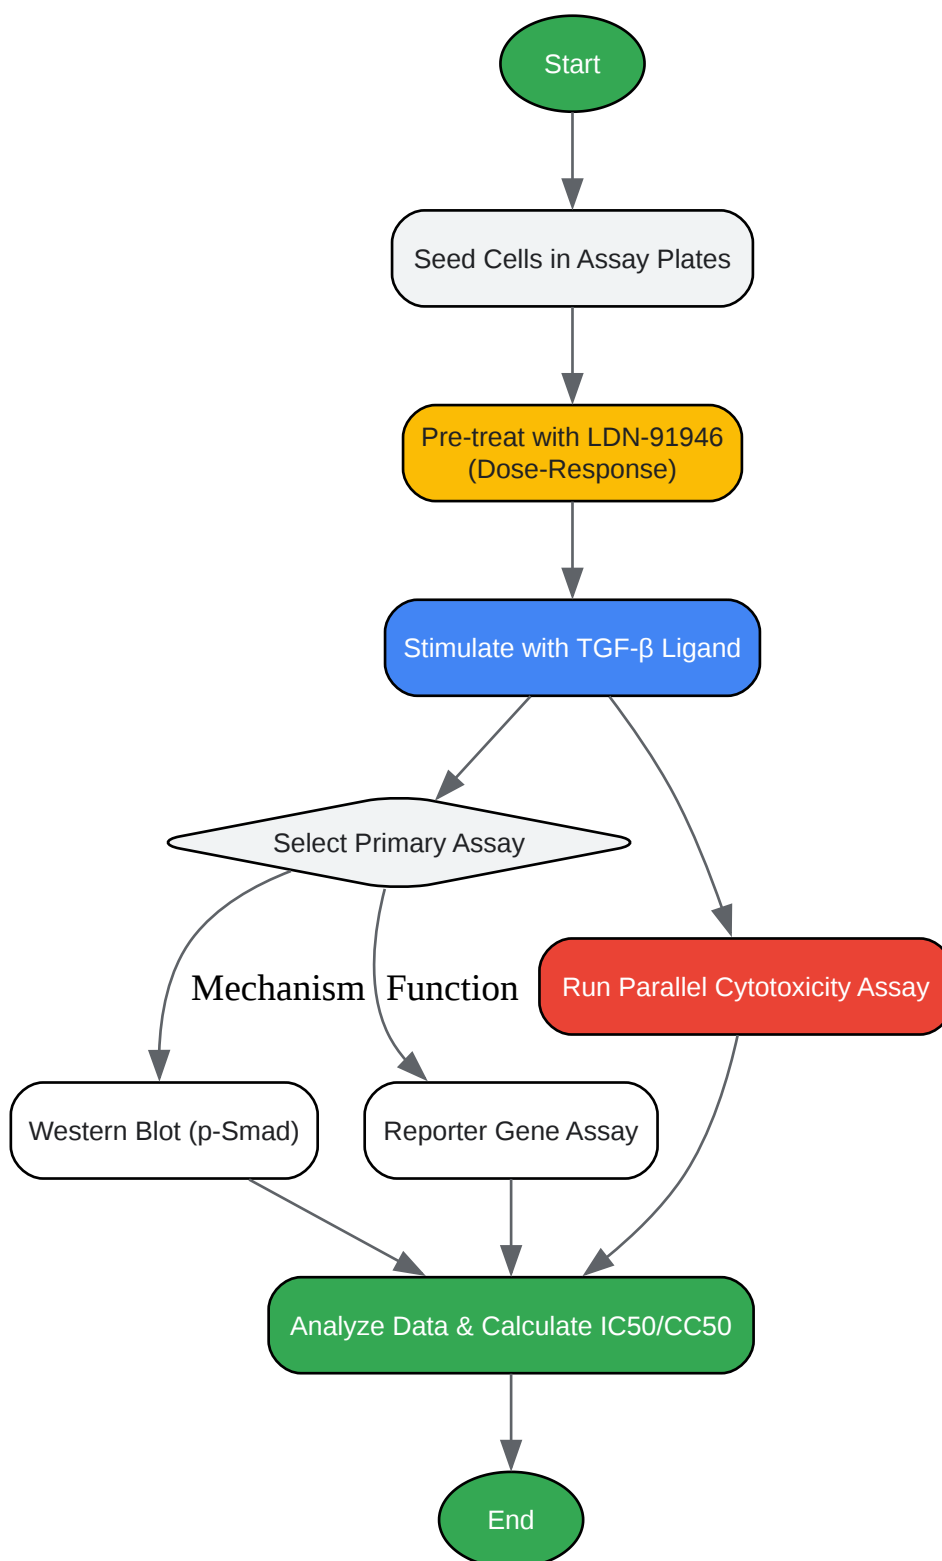 Start
Seed Cells in Assay Plates
Pre-treat with LDN-91946
(Dose-Response)
Stimulate with TGF-β Ligand
Select Primary Assay
Mechanism
Function
Run Parallel Cytotoxicity Assay
Western Blot (p-Smad)
Reporter Gene Assay
Analyze Data & Calculate IC50/CC50
End